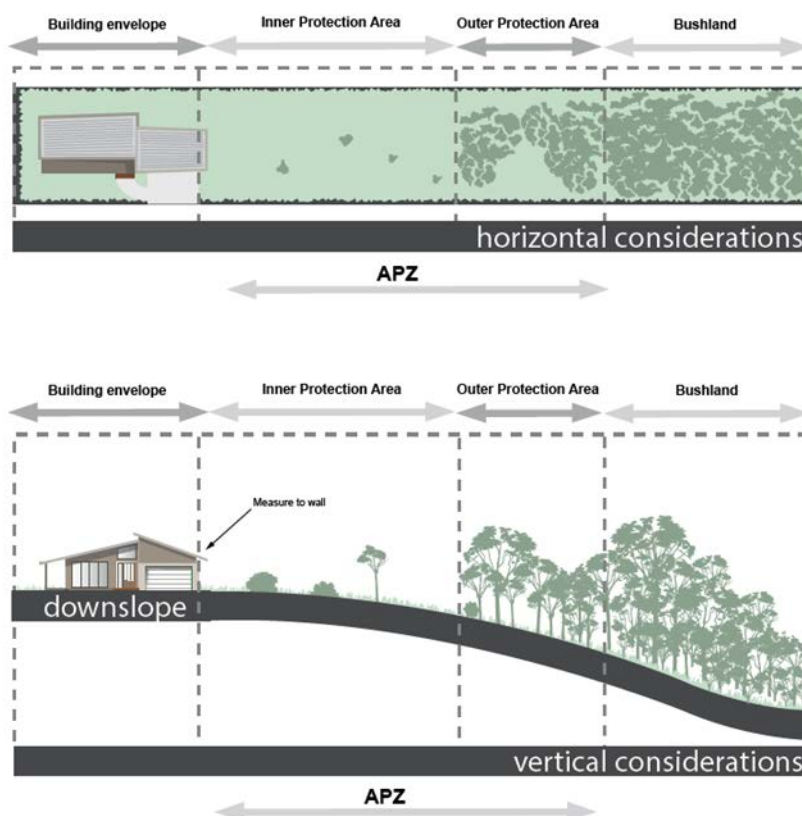 Building envelope
Inner Protection Area
Outer Protection Area
Bushland
horizontal considerations
APZ
Building envelope
Inner Protection Area
Outer Protection Area
Bushland
Measure to wall
downslope
vertical considerations
APZ